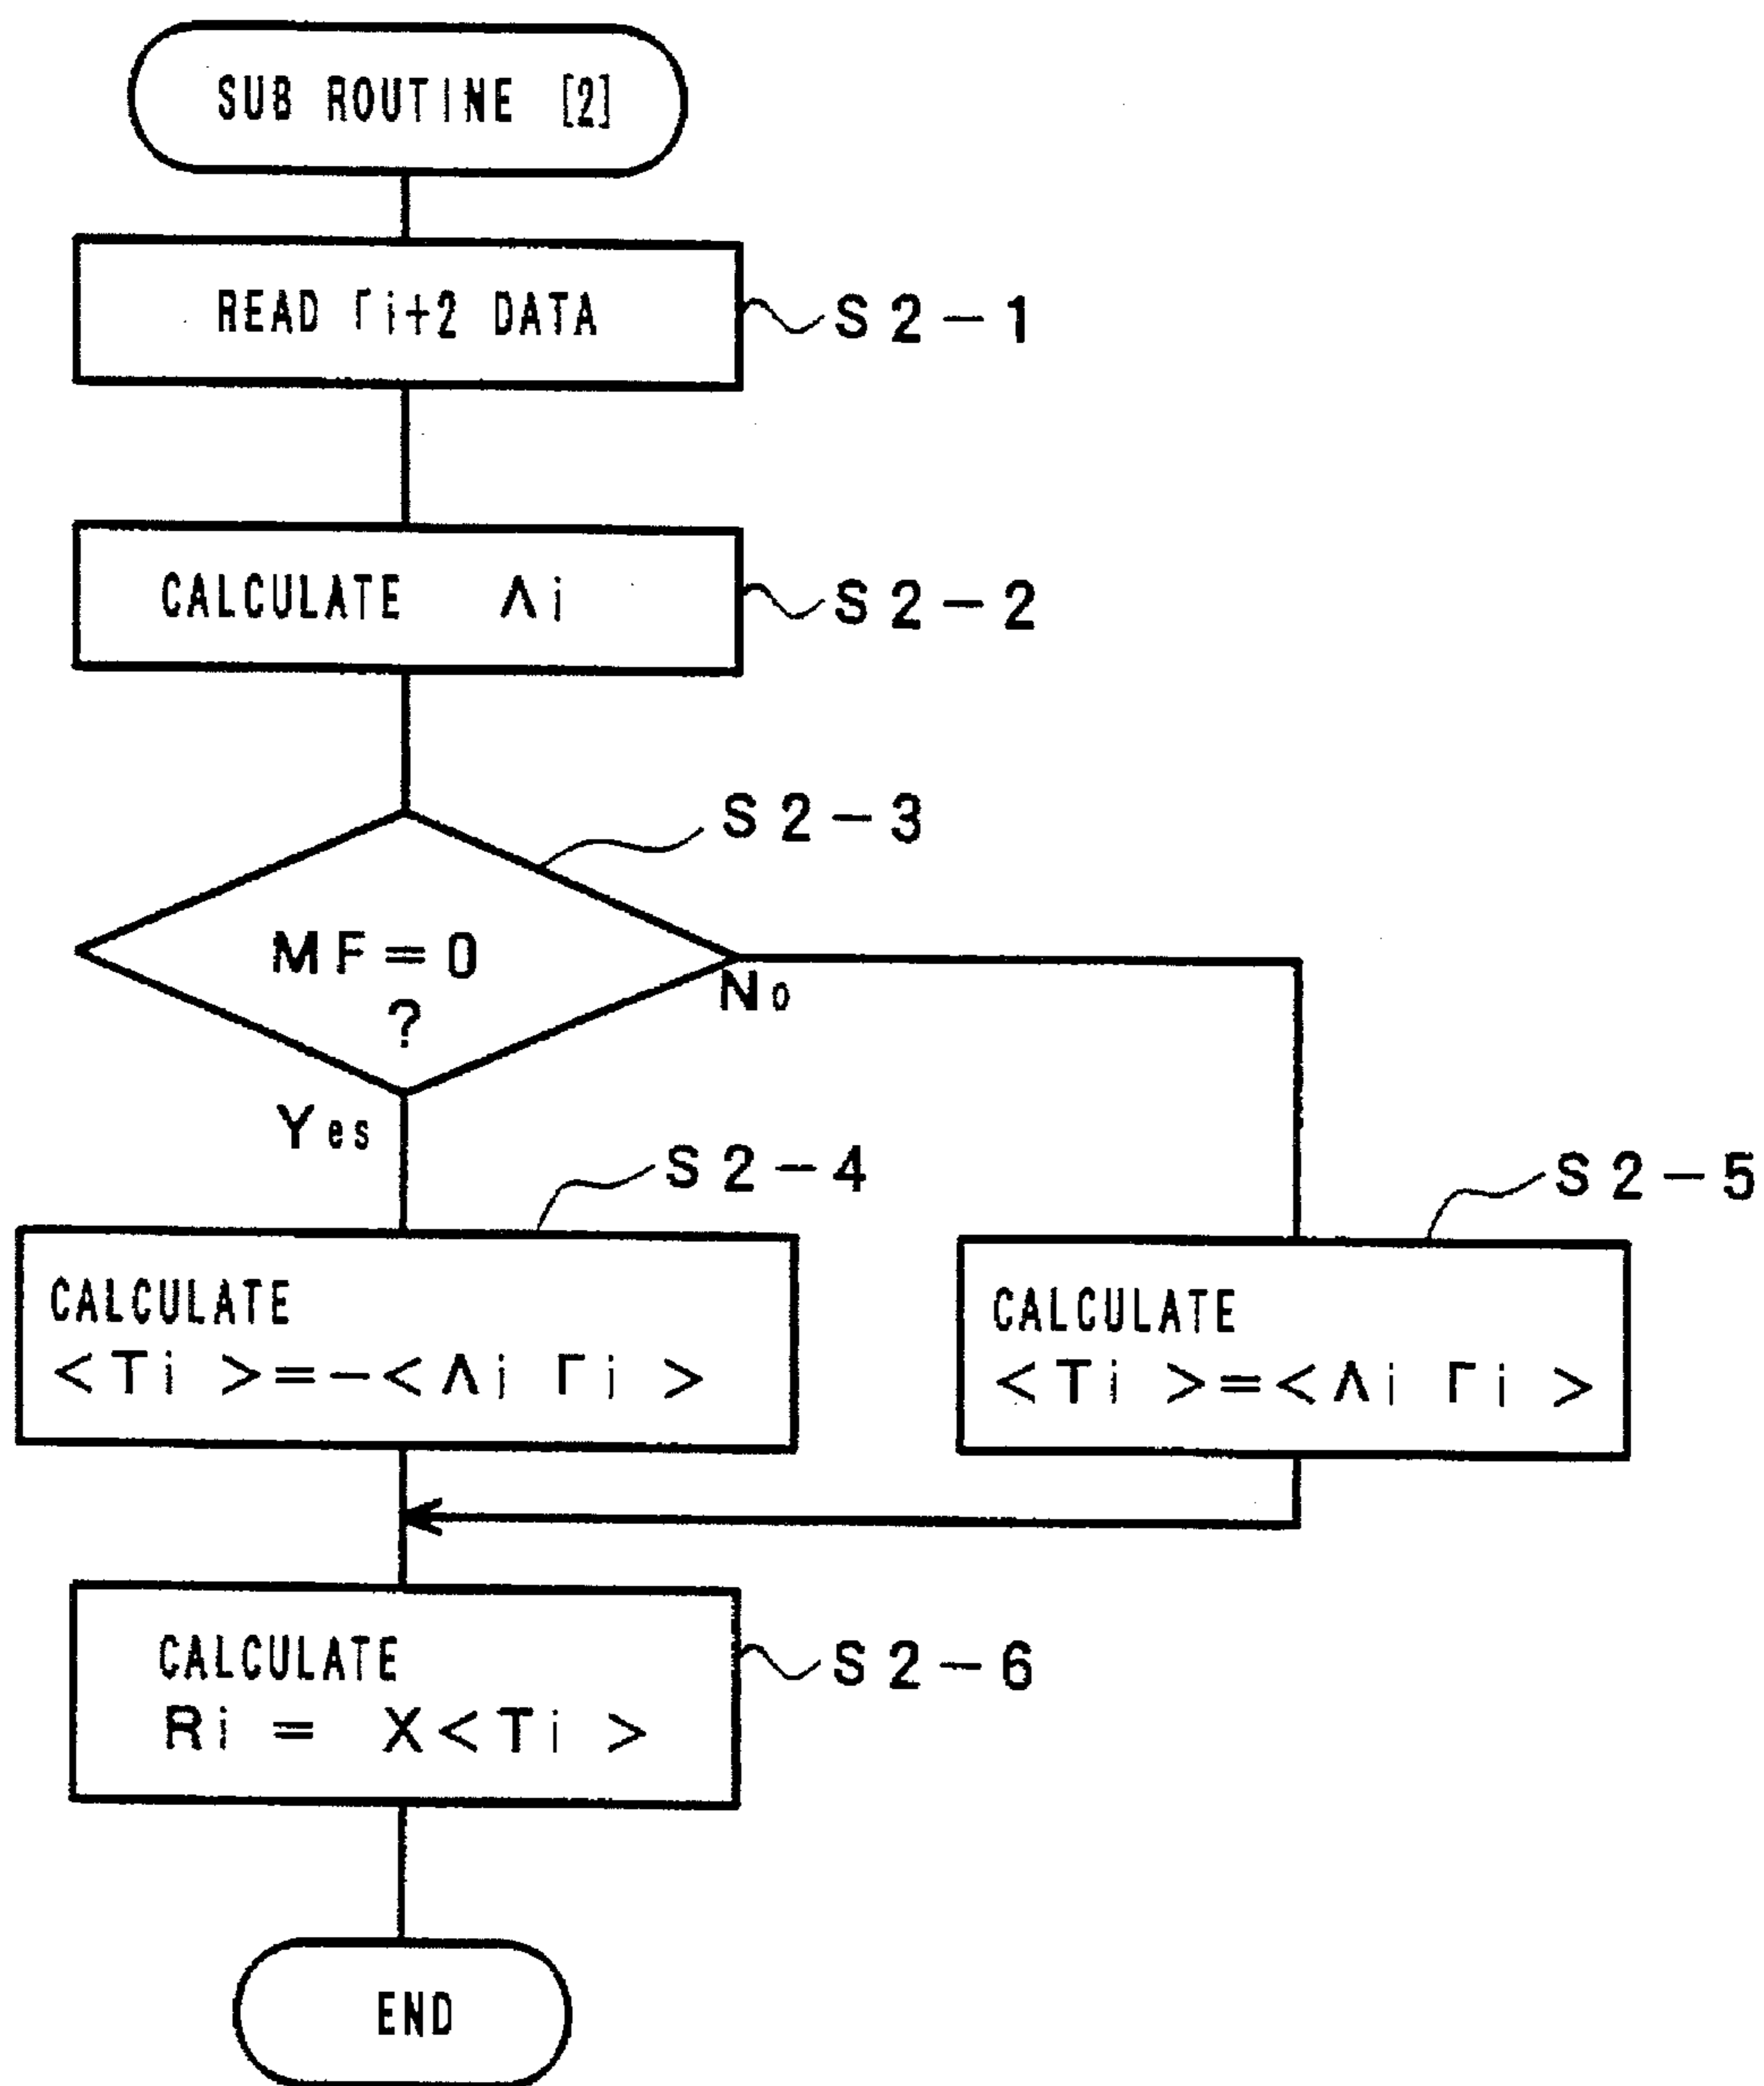 SUB ROUTINE [2]
READ Γi+2 DATA
S2-1
CALCULATE Λi
S2-2
S2-3
MF=0
?
No
Yes
S2-4
S2-5
CALCULATE
<Ti >=-<Λi Γi >
CALCULATE
<Ti >=<Λi Γi >
CALCULATE
Ri = X<Ti >
S2-6
END